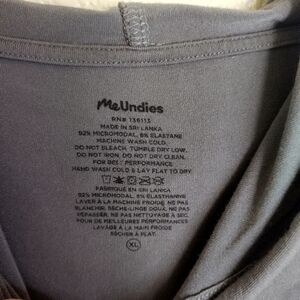 MeUndies
RN# 136113
MADE IN SRI LANKA
92% MICROMODAL, 8% ELASTANE
MACHINE WASH COLD.
DO NOT BLEACH. TUMBLE DRY LOW.
DO NOT IRON. DO NOT DRY CLEAN.
FOR BEST PERFORMANCE
HAND WASH COLD & LAY FLAT TO DRY.
FABRIQUÉ EN SRI LANKA
92% MICROMODAL, 8% ÉLASTHANNE
LAVER À LA MACHINE FROIDE. NE PAS
BLANCHIR. SÈCHE-LINGE DOUX. NE PAS
REPASSER. NE PAS NETTOYAGE À SEC.
POUR DE MEILLEURES PERFORMANCES
LAVAGE À LA MAIN FROIDE
SÉCHER À PLAT.
XL